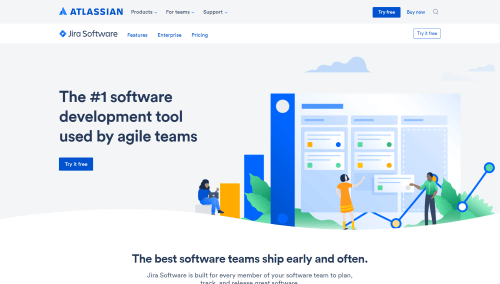 ATLASSIAN
Products
For teams
Support
Try free
Buy now
Jira Software
Features
Enterprise
Pricing
Try it free
The #1 software
development tool
used by agile teams
Try it free
The best software teams ship early and often.
Jira Software is built for every member of your software team to plan,
track, and release great software.